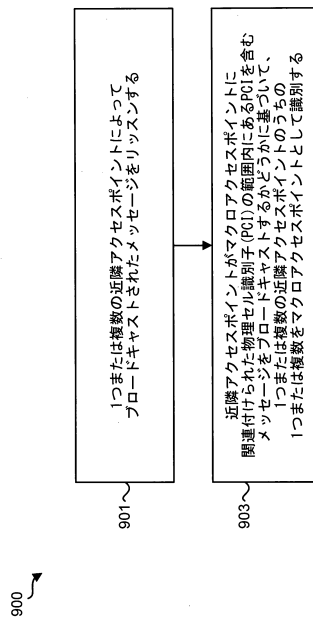 900
1つまたは複数の近隣アクセスポイントによって
ブロードキャストされたメッセージをリッスンする
901
近隣アクセスポイントがマクロアクセスポイントに
関連付けられた物理セル識別子(PCI)の範囲内にあるPCIを含む
メッセージをブロードキャストするかどうかに基づいて、
1つまたは複数の近隣アクセスポイントのうちの
1つまたは複数をマクロアクセスポイントとして識別する
903